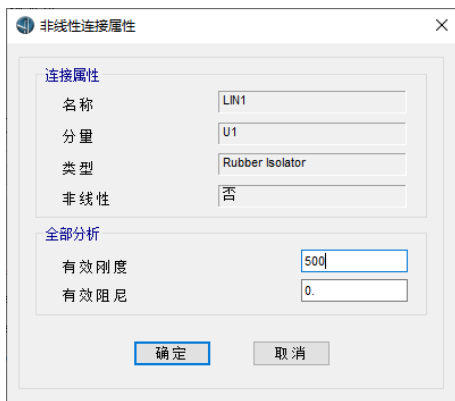 非线性连接属性
连接属性
名称 LIN1
分量 U1
类型 Rubber Isolator
非线性 否
全部分析
有效刚度 500
有效阻尼 0.
确定 取消